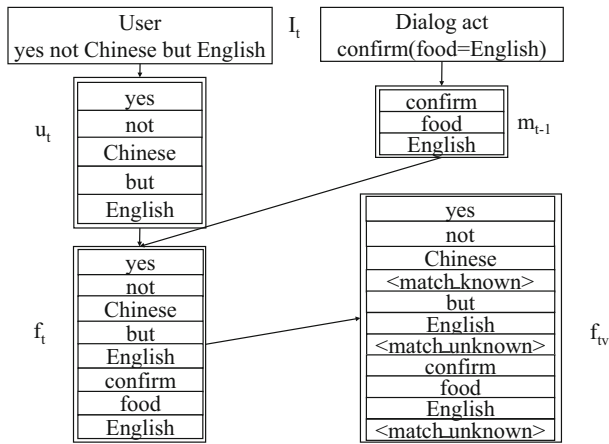 User
yes not Chinese but English
I_t
Dialog act
confirm(food=English)
u_t
yes
not
Chinese
but
English
confirm
food
English
m_t-1
f_t
yes
not
Chinese
but
English
confirm
food
English
yes
not
Chinese
<match_known>
but
English
<match_unknown>
confirm
food
English
<match_unknown>
f_tv